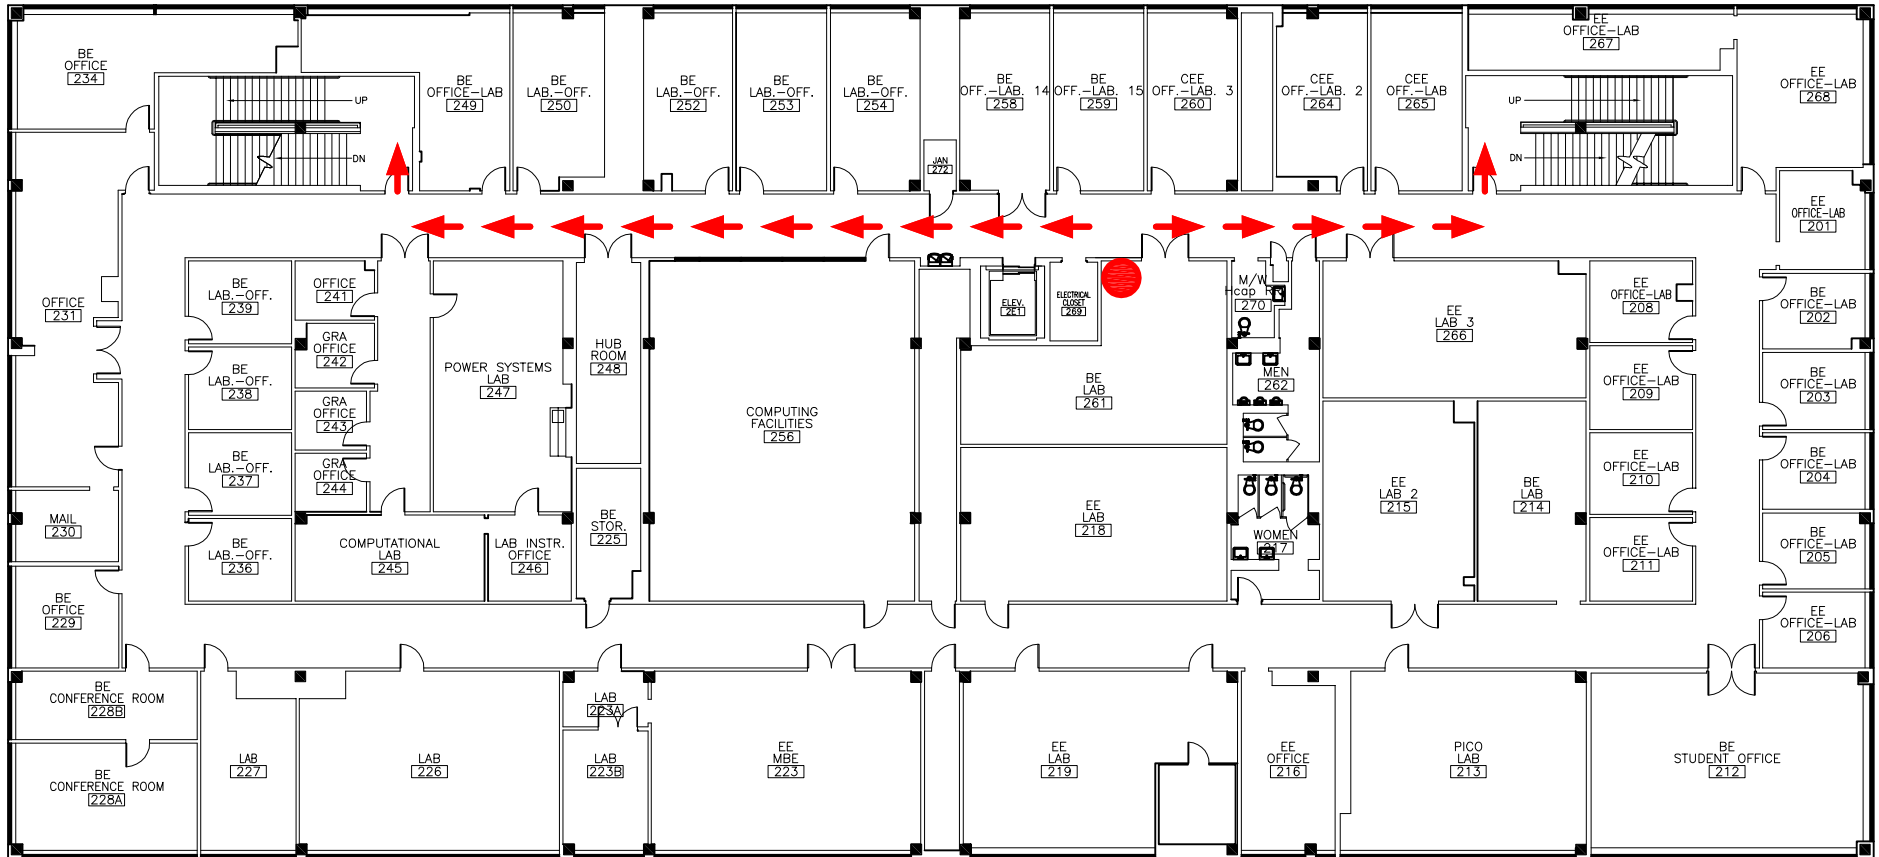 BE
OFFICE
234
UP
DN
BE
OFFICE-LAB
249
BE
LAB.-OFF.
250
BE
LAB.-OFF.
252
BE
LAB.-OFF.
253
BE
LAB.-OFF.
254
JAN
272
BE
OFF.-LAB. 14
258
BE
OFF.-LAB. 15
259
CEE
OFF.-LAB. 3
260
CEE
OFF.-LAB. 2
264
CEE
OFF.-LAB
265
EE
OFFICE-LAB
267
UP
DN
EE
OFFICE-LAB
268
EE
OFFICE-LAB
201
OFFICE
231
BE
LAB.-OFF.
239
OFFICE
241
GRA
OFFICE
242
BE
LAB.-OFF.
238
GRA
OFFICE
243
BE
LAB.-OFF.
237
GRA
OFFICE
244
POWER SYSTEMS
LAB
247
HUB
ROOM
248
COMPUTING
FACILITIES
256
ELEV.
2E1
ELECTRICAL
CLOSET
269
BE
LAB
261
M/W
Hcap RR
270
MEN
262
EE
LAB 3
266
EE
OFFICE-LAB
208
BE
OFFICE-LAB
202
EE
OFFICE-LAB
209
BE
OFFICE-LAB
203
EE
OFFICE-LAB
210
BE
OFFICE-LAB
204
MAIL
230
BE
LAB.-OFF.
236
COMPUTATIONAL
LAB
245
LAB INSTR.
OFFICE
246
BE
STOR.
225
EE
LAB
218
WOMEN
217
EE
LAB 2
215
BE
LAB
214
EE
OFFICE-LAB
211
BE
OFFICE-LAB
205
BE
OFFICE
229
EE
OFFICE-LAB
206
BE
CONFERENCE ROOM
228B
BE
CONFERENCE ROOM
228A
LAB
227
LAB
226
LAB
223A
LAB
223B
EE
MBE
223
EE
LAB
219
EE
OFFICE
216
PICO
LAB
213
BE
STUDENT OFFICE
212